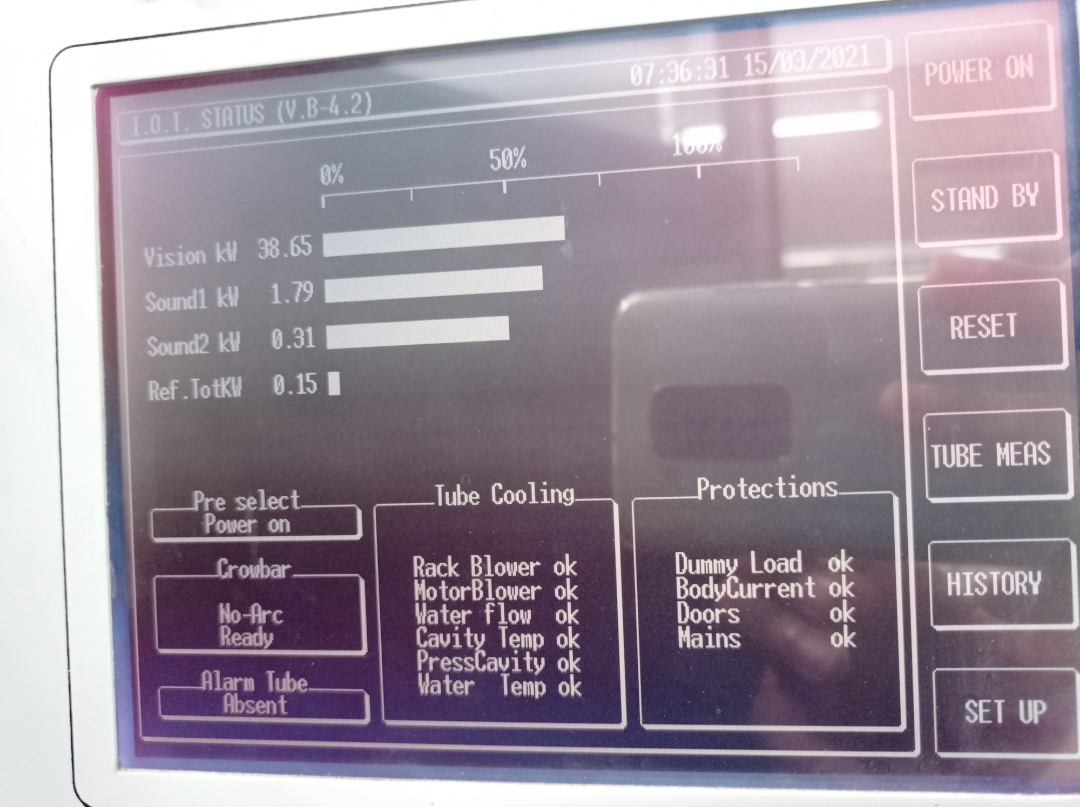 I.O.T. STATUS (V.B-4.2) 07:36:31 15/03/2021
0% 50% 100%
Vision kW 38.65
Sound1 kW 1.79
Sound2 kW 0.31
Ref.TotKW 0.15
Pre select
Power on
Crowbar
No-Arc
Ready
Alarm Tube
Absent
Tube Cooling
Rack Blower ok
MotorBlower ok
Water flow ok
Cavity Temp ok
PressCavity ok
Water Temp ok
Protections
Dummy Load ok
BodyCurrent ok
Doors ok
Mains ok
POWER ON
STAND BY
RESET
TUBE MEAS
HISTORY
SET UP